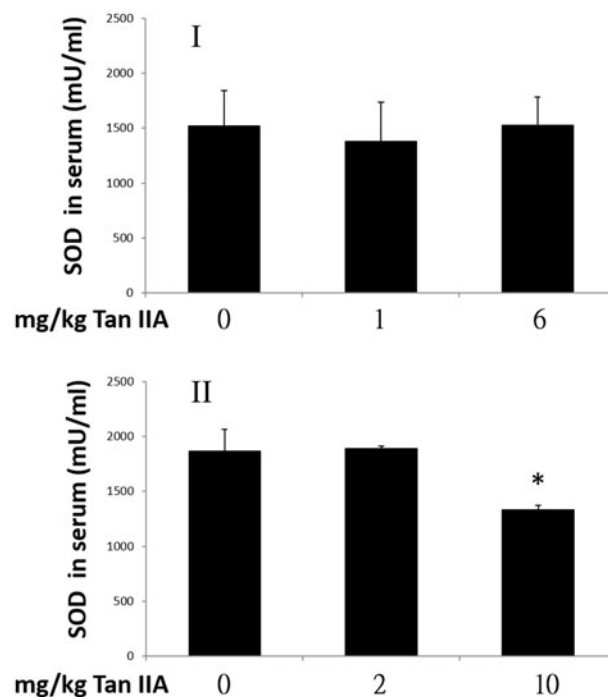 I
SOD in serum (mU/ml)
2500
2000
1500
1000
500
0
mg/kg Tan IIA 0 1 6
II
SOD in serum (mU/ml)
2500
2000
*
1500
1000
500
0
mg/kg Tan IIA 0 2 10